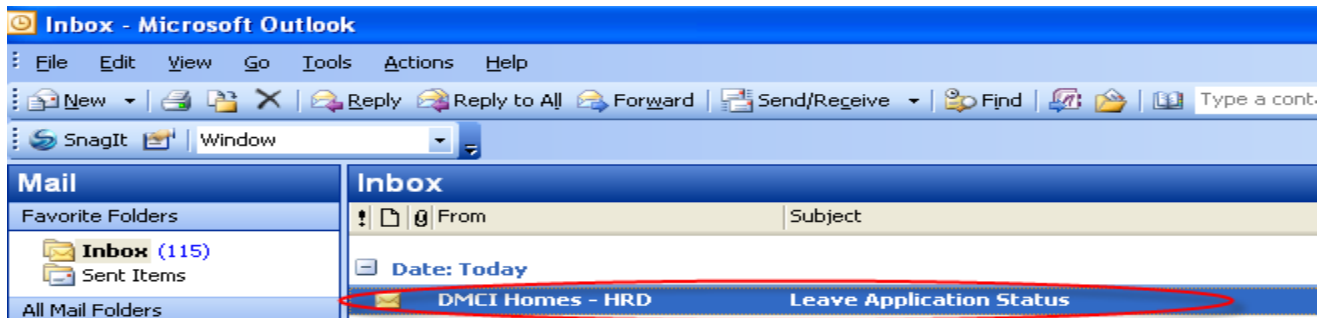 Inbox - Microsoft Outlook
File Edit View Go Tools Actions Help
New Reply Reply to All Forward Send/Receive Find Type a cont
SnagIt Window
Mail Inbox
Favorite Folders ! From Subject
Inbox (115)
Date: Today
Sent Items
DMCI Homes - HRD Leave Application Status
All Mail Folders